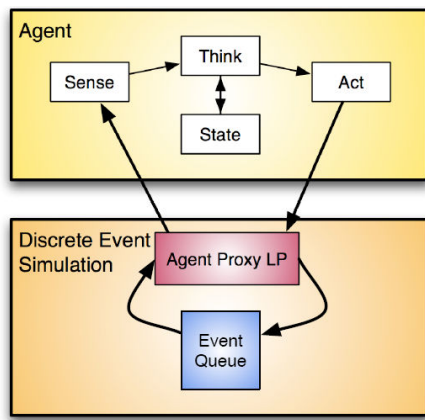 Agent
Think
Sense
Act
State
Discrete Event
Simulation
Agent Proxy LP
Event
Queue